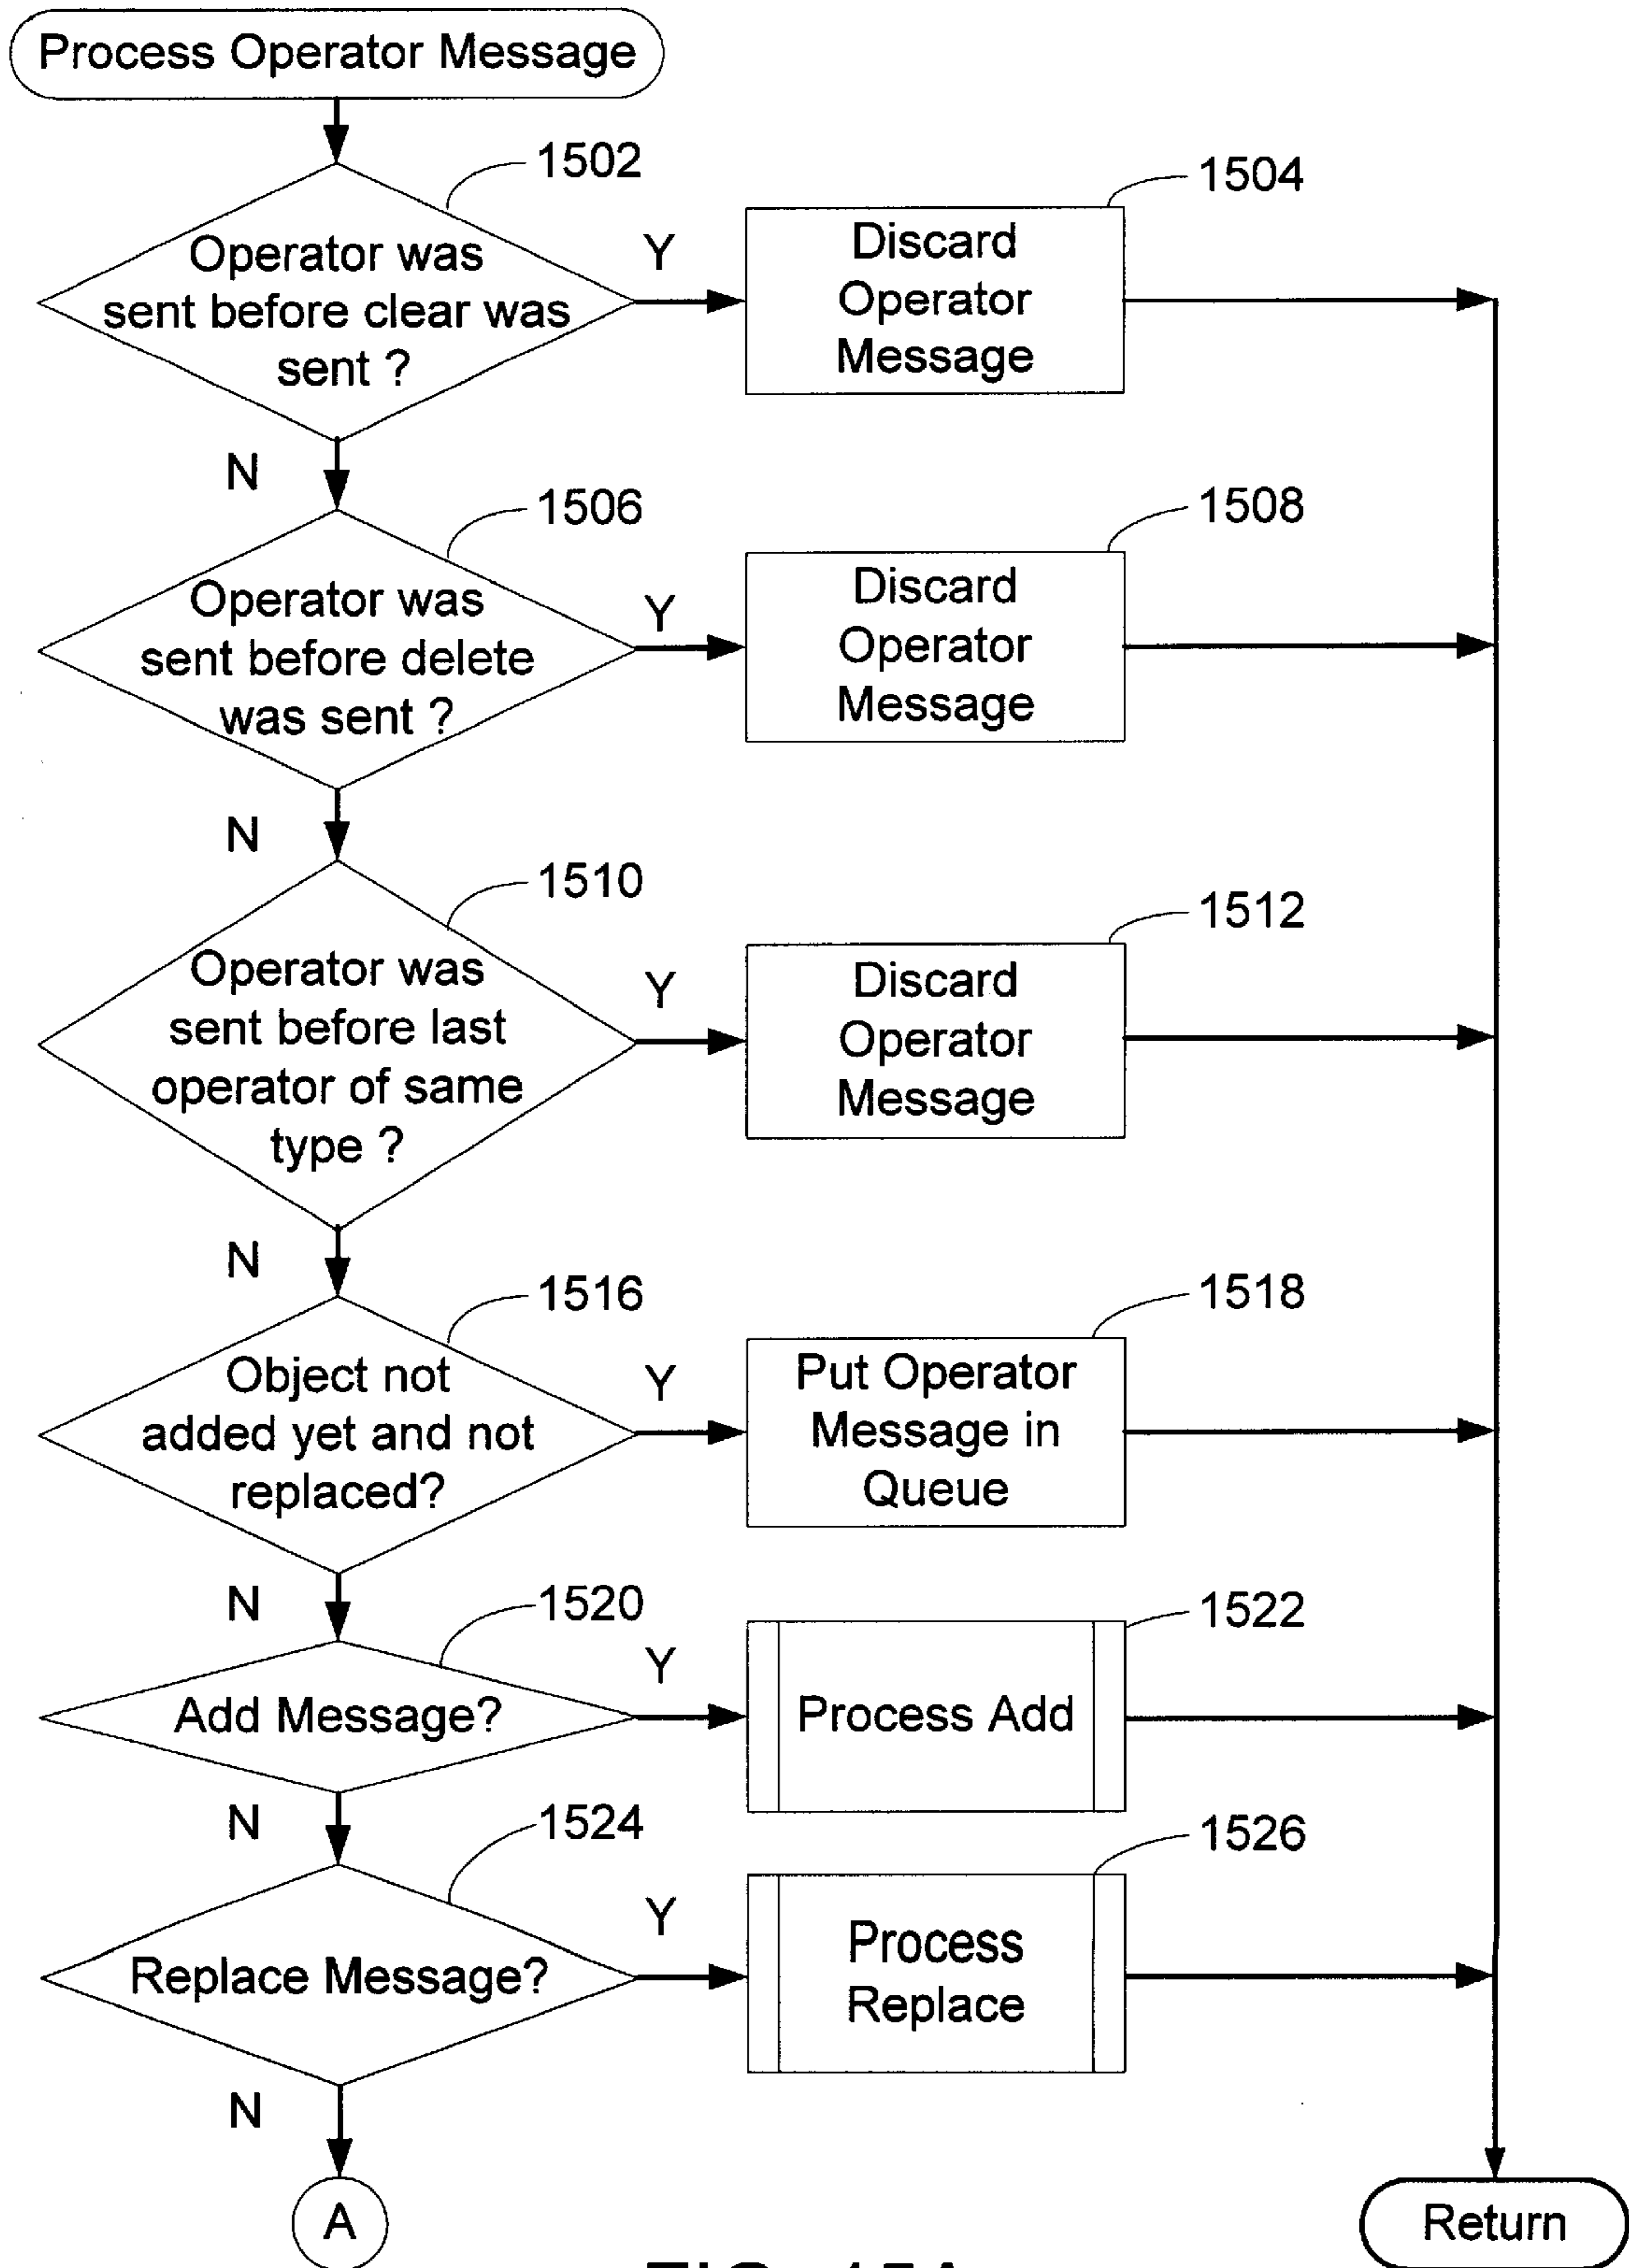 Process Operator Message
1502
Operator was
sent before clear was
sent ?
Y
1504
Discard
Operator
Message
N
1506
Operator was
sent before delete
was sent ?
Y
1508
Discard
Operator
Message
N
1510
Operator was
sent before last
operator of same
type ?
Y
1512
Discard
Operator
Message
N
1516
Object not
added yet and not
replaced?
Y
1518
Put Operator
Message in
Queue
N
1520
Add Message?
Y
1522
Process Add
N
1524
Replace Message?
Y
1526
Process
Replace
N
A
Return